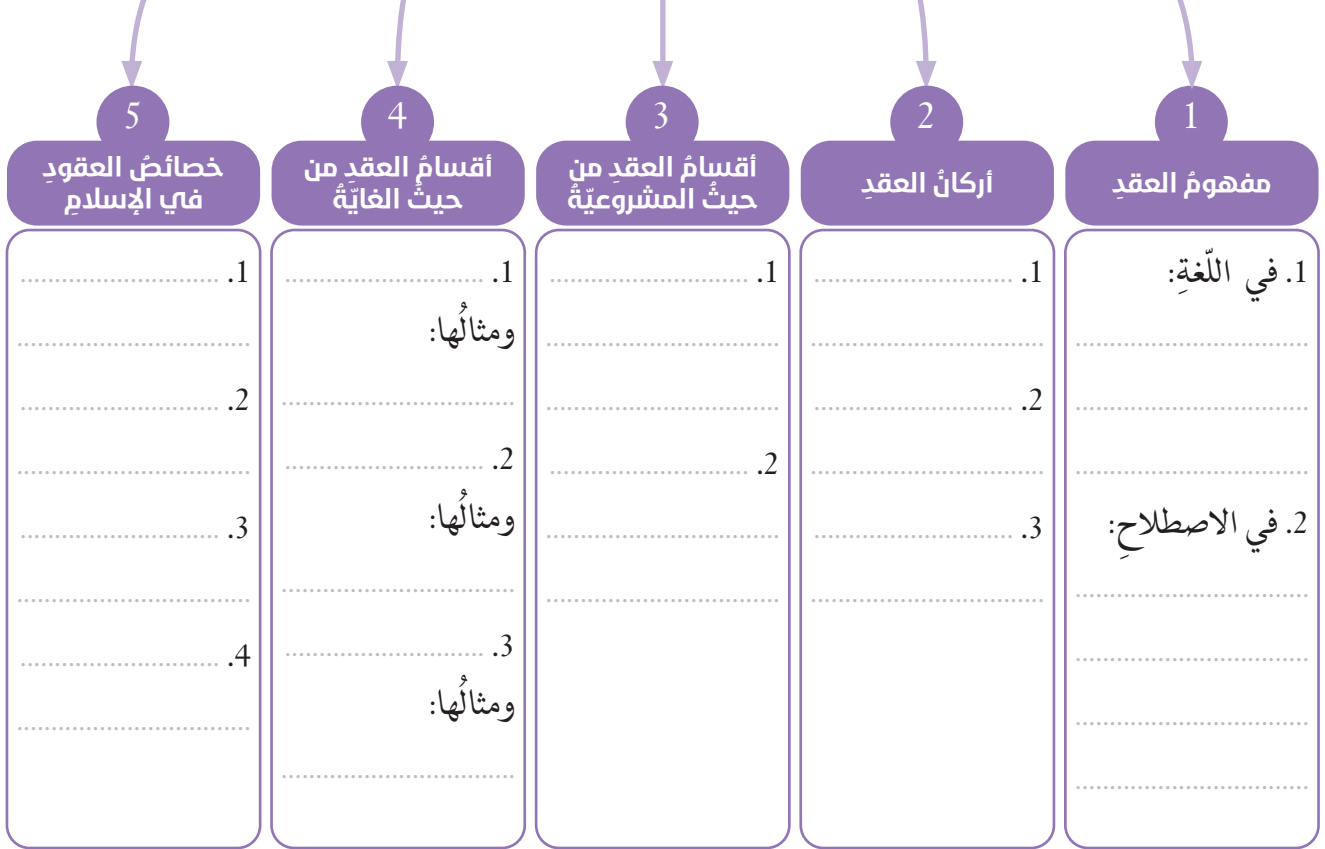 1
مفهومُ العقدِ
1. في اللّغةِ:
2. في الاصطلاحِ:
2
أركانُ العقدِ
1.
2.
3.
3
أقسامُ العقدِ من
حيثُ المشروعيّةُ
1.
2.
4
أقسامُ العقدِ من
حيثُ الغايّةُ
1.
ومثالُها:
2.
ومثالُها:
3.
ومثالُها:
5
خصائصُ العقودِ
في الإسلامِ
1.
2.
3.
4.